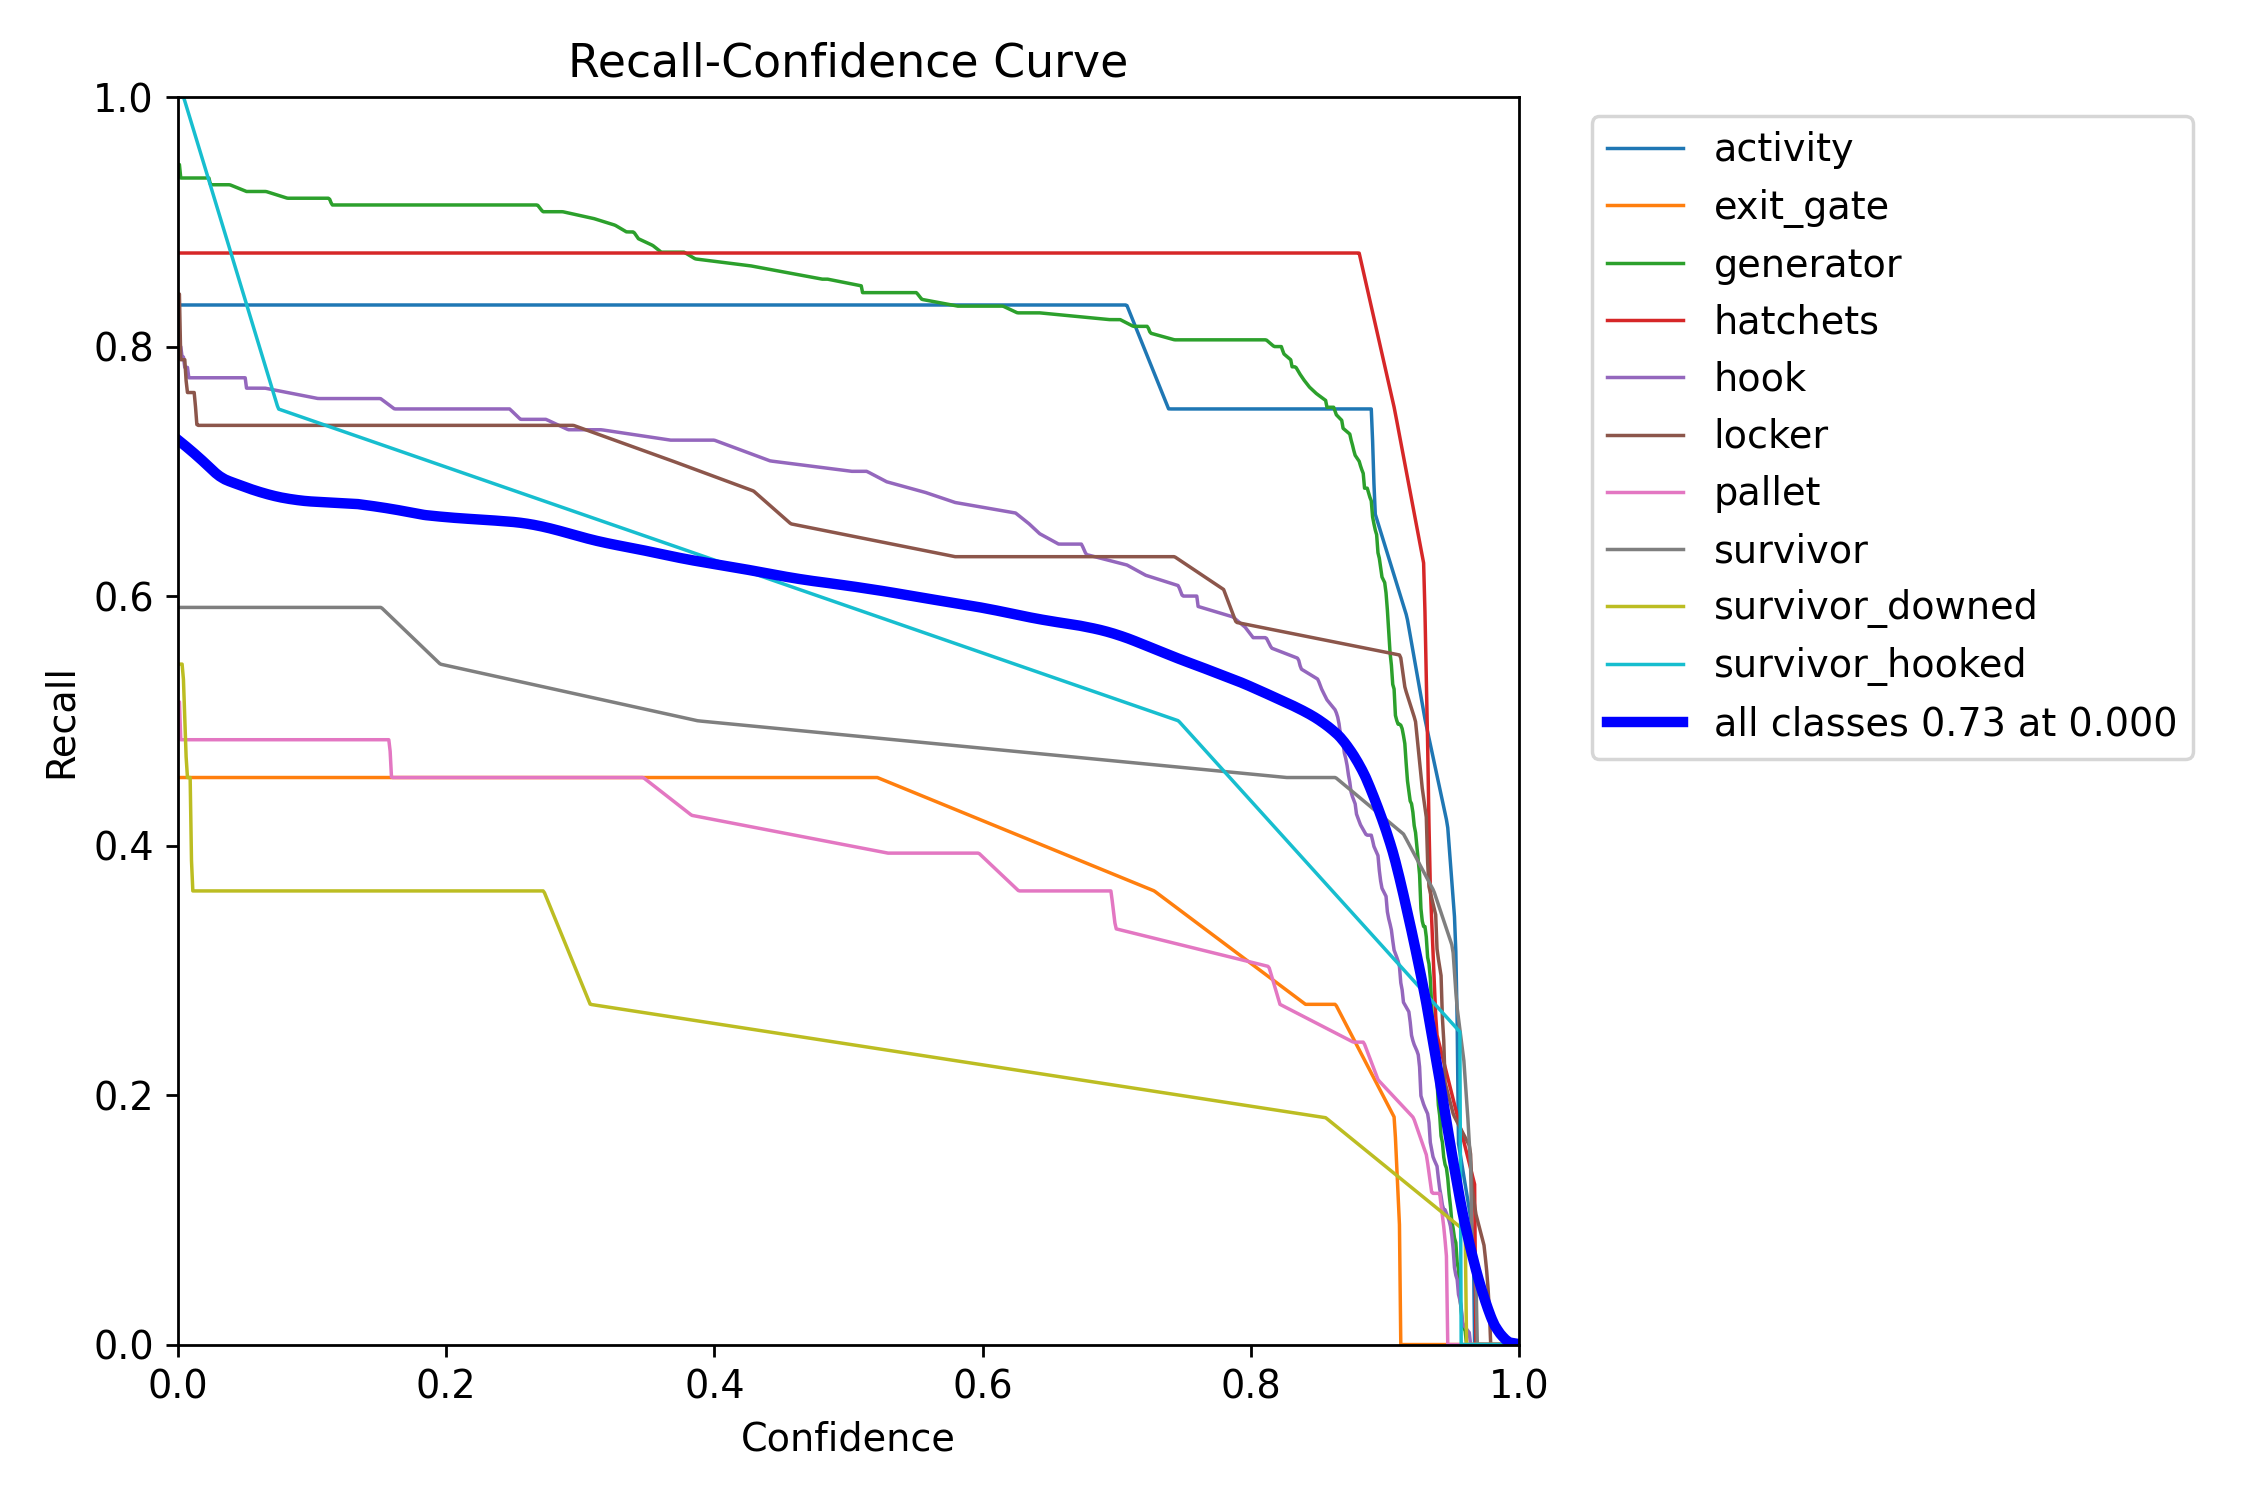 Recall-Confidence Curve
1.0
0.8
0.6
0.4
0.2
0.0
Recall
0.0 0.2 0.4 0.6 0.8 1.0
Confidence
activity
exit_gate
generator
hatchets
hook
locker
pallet
survivor
survivor_downed
survivor_hooked
all classes 0.73 at 0.000